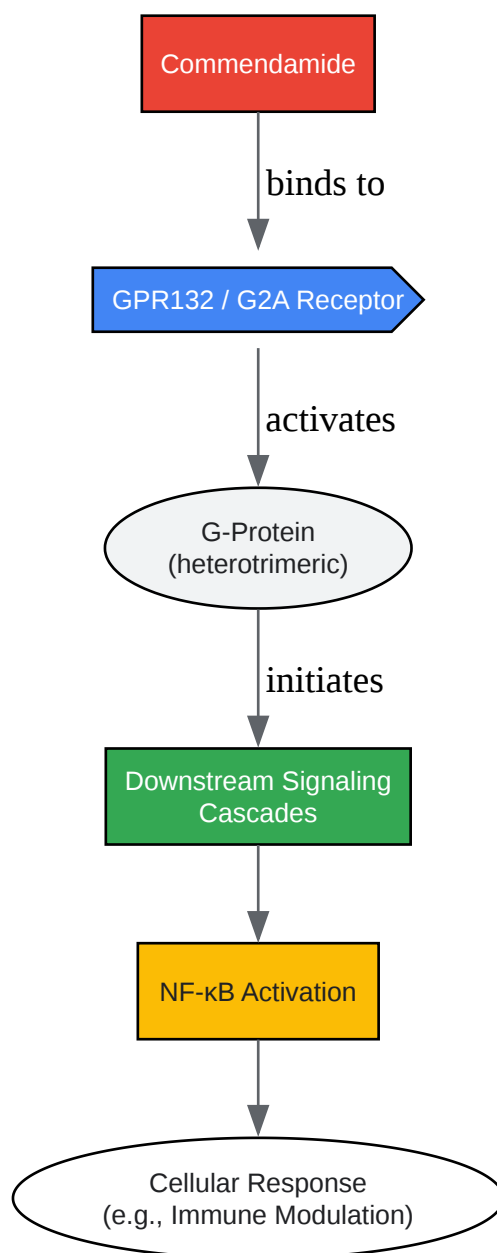 Commendamide
binds to
GPR132 / G2A Receptor
activates
G-Protein
(heterotrimeric)
initiates
Downstream Signaling
Cascades
NF-κB Activation
Cellular Response
(e.g., Immune Modulation)